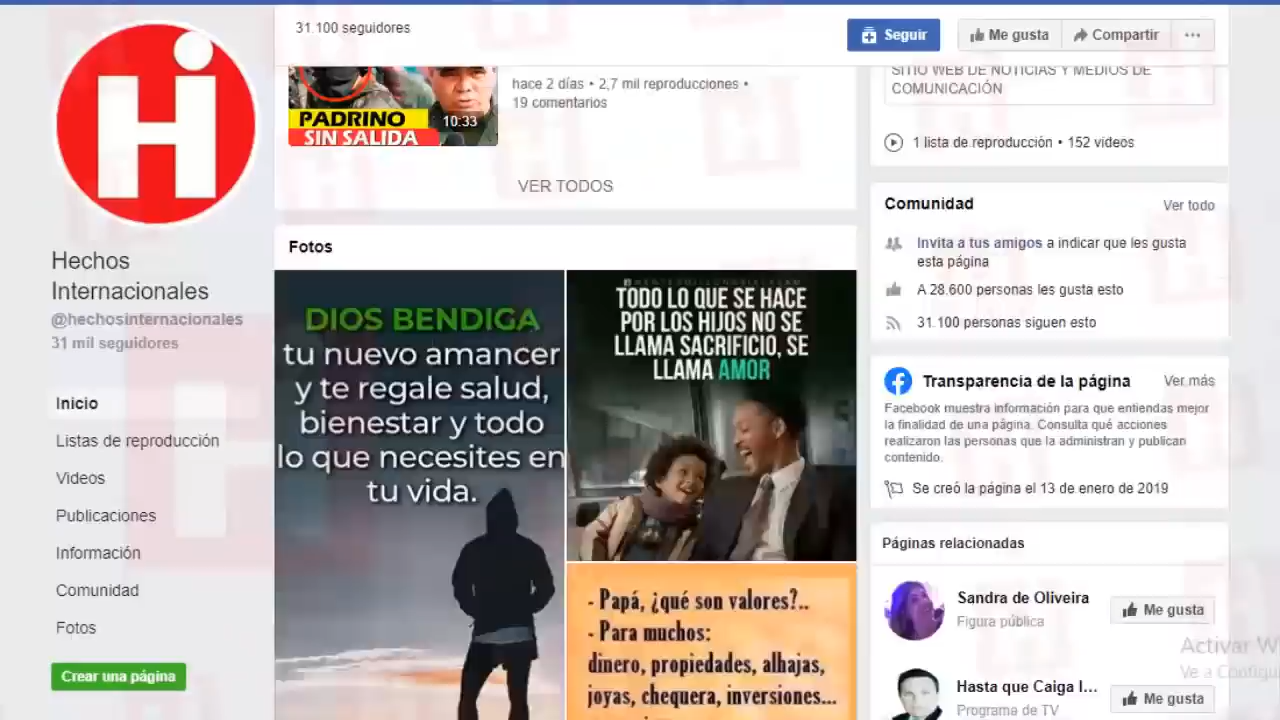 31.100 seguidores
Seguir
Me gusta
Compartir
Hi
PADRINO
SIN SALIDA
10:33
hace 2 días • 2,7 mil reproducciones •
19 comentarios
VER TODOS
SITIO WEB DE NOTICIAS Y MEDIOS DE
COMUNICACIÓN
1 lista de reproducción • 152 videos
Hechos
Internacionales
@hechosinternacionales
31 mil seguidores
Inicio
Listas de reproducción
Videos
Publicaciones
Información
Comunidad
Fotos
Crear una página
Fotos
DIOS BENDIGA
tu nuevo amancer
y te regale salud,
bienestar y todo
lo que necesites en
tu vida.
TODO LO QUE SE HACE
POR LOS HIJOS NO SE
LLAMA SACRIFICIO, SE
LLAMA AMOR
- Papá, ¿qué son valores?..
- Para muchos:
dinero, propiedades, alhajas,
joyas, chequera, inversiones...
Comunidad
Ver todo
Invita a tus amigos a indicar que les gusta
esta página
A 28.600 personas les gusta esto
31.100 personas siguen esto
Transparencia de la página
Ver más
Facebook muestra información para que entiendas mejor
la finalidad de una página. Consulta qué acciones
realizaron las personas que la administran y publican
contenido.
Se creó la página el 13 de enero de 2019
Páginas relacionadas
Sandra de Oliveira
Figura pública
Me gusta
Hasta que Caiga l...
Programa de TV
Me gusta
Activar W
Ve a Configu